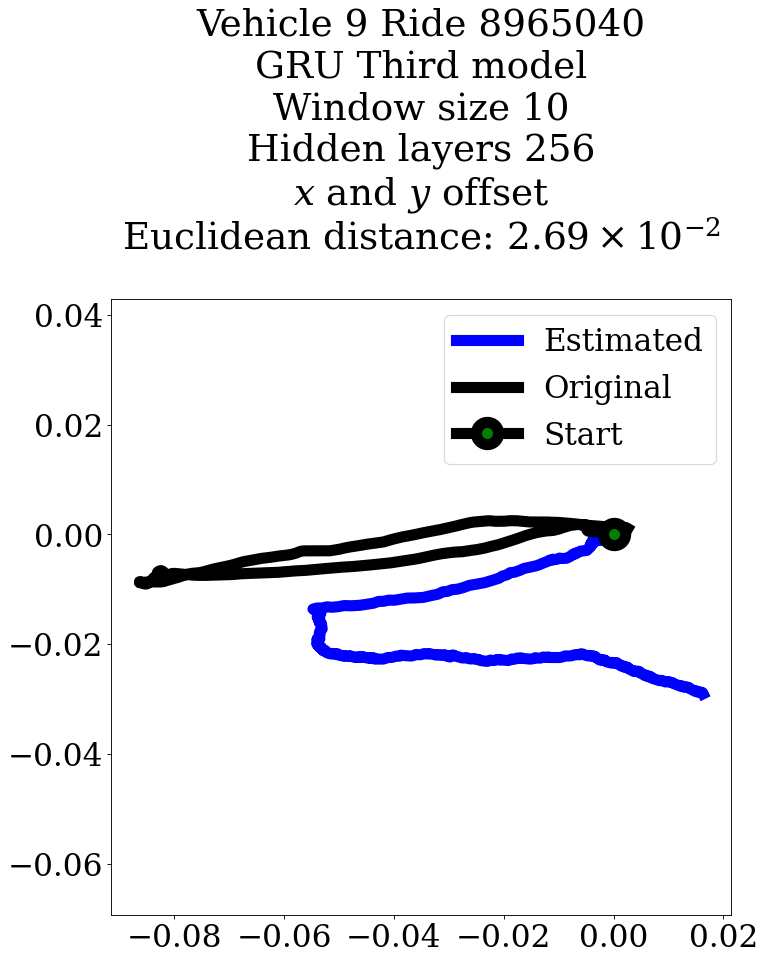 Vehicle 9 Ride 8965040
GRU Third model
Window size 10
Hidden layers 256
x and y offset
Euclidean distance: 2.69 × 10⁻²
Estimated
Original
Start
0.04
0.02
0.00
−0.02
−0.04
−0.06
−0.08 −0.06 −0.04 −0.02 0.00 0.02